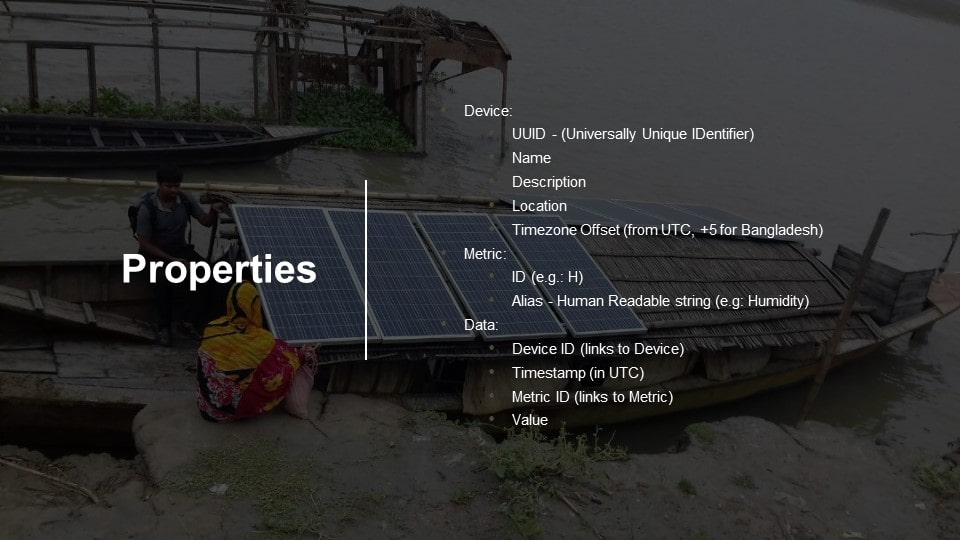 Properties
Device:
UUID - (Universally Unique IDentifier)
Name
Description
Location
Timezone Offset (from UTC, +5 for Bangladesh)
Metric:
ID (e.g.: H)
Alias - Human Readable string (e.g: Humidity)
Data:
Device ID (links to Device)
Timestamp (in UTC)
Metric ID (links to Metric)
Value